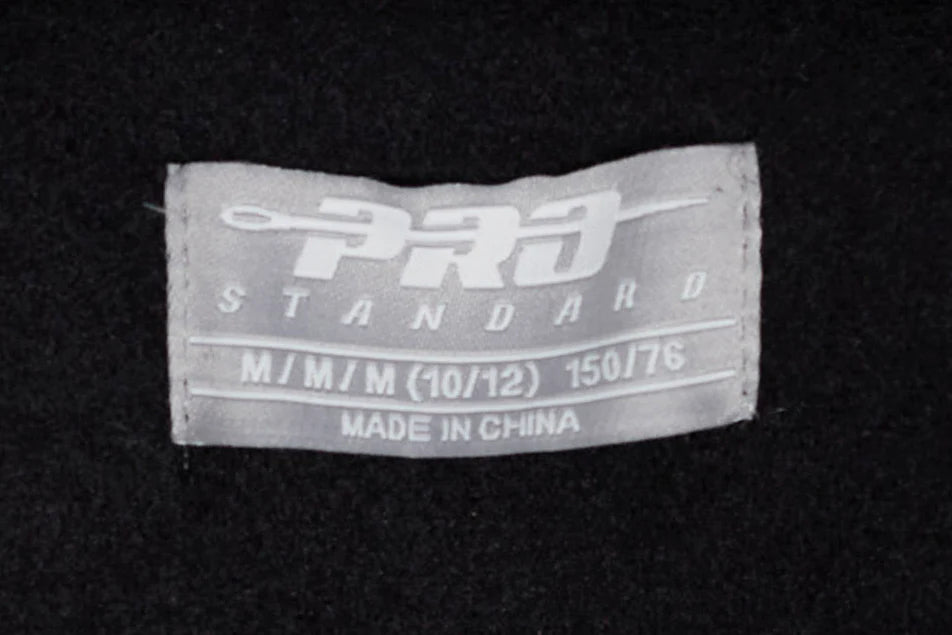 PRO
STANDARD
M/M/M (10/12) 150/76
MADE IN CHINA